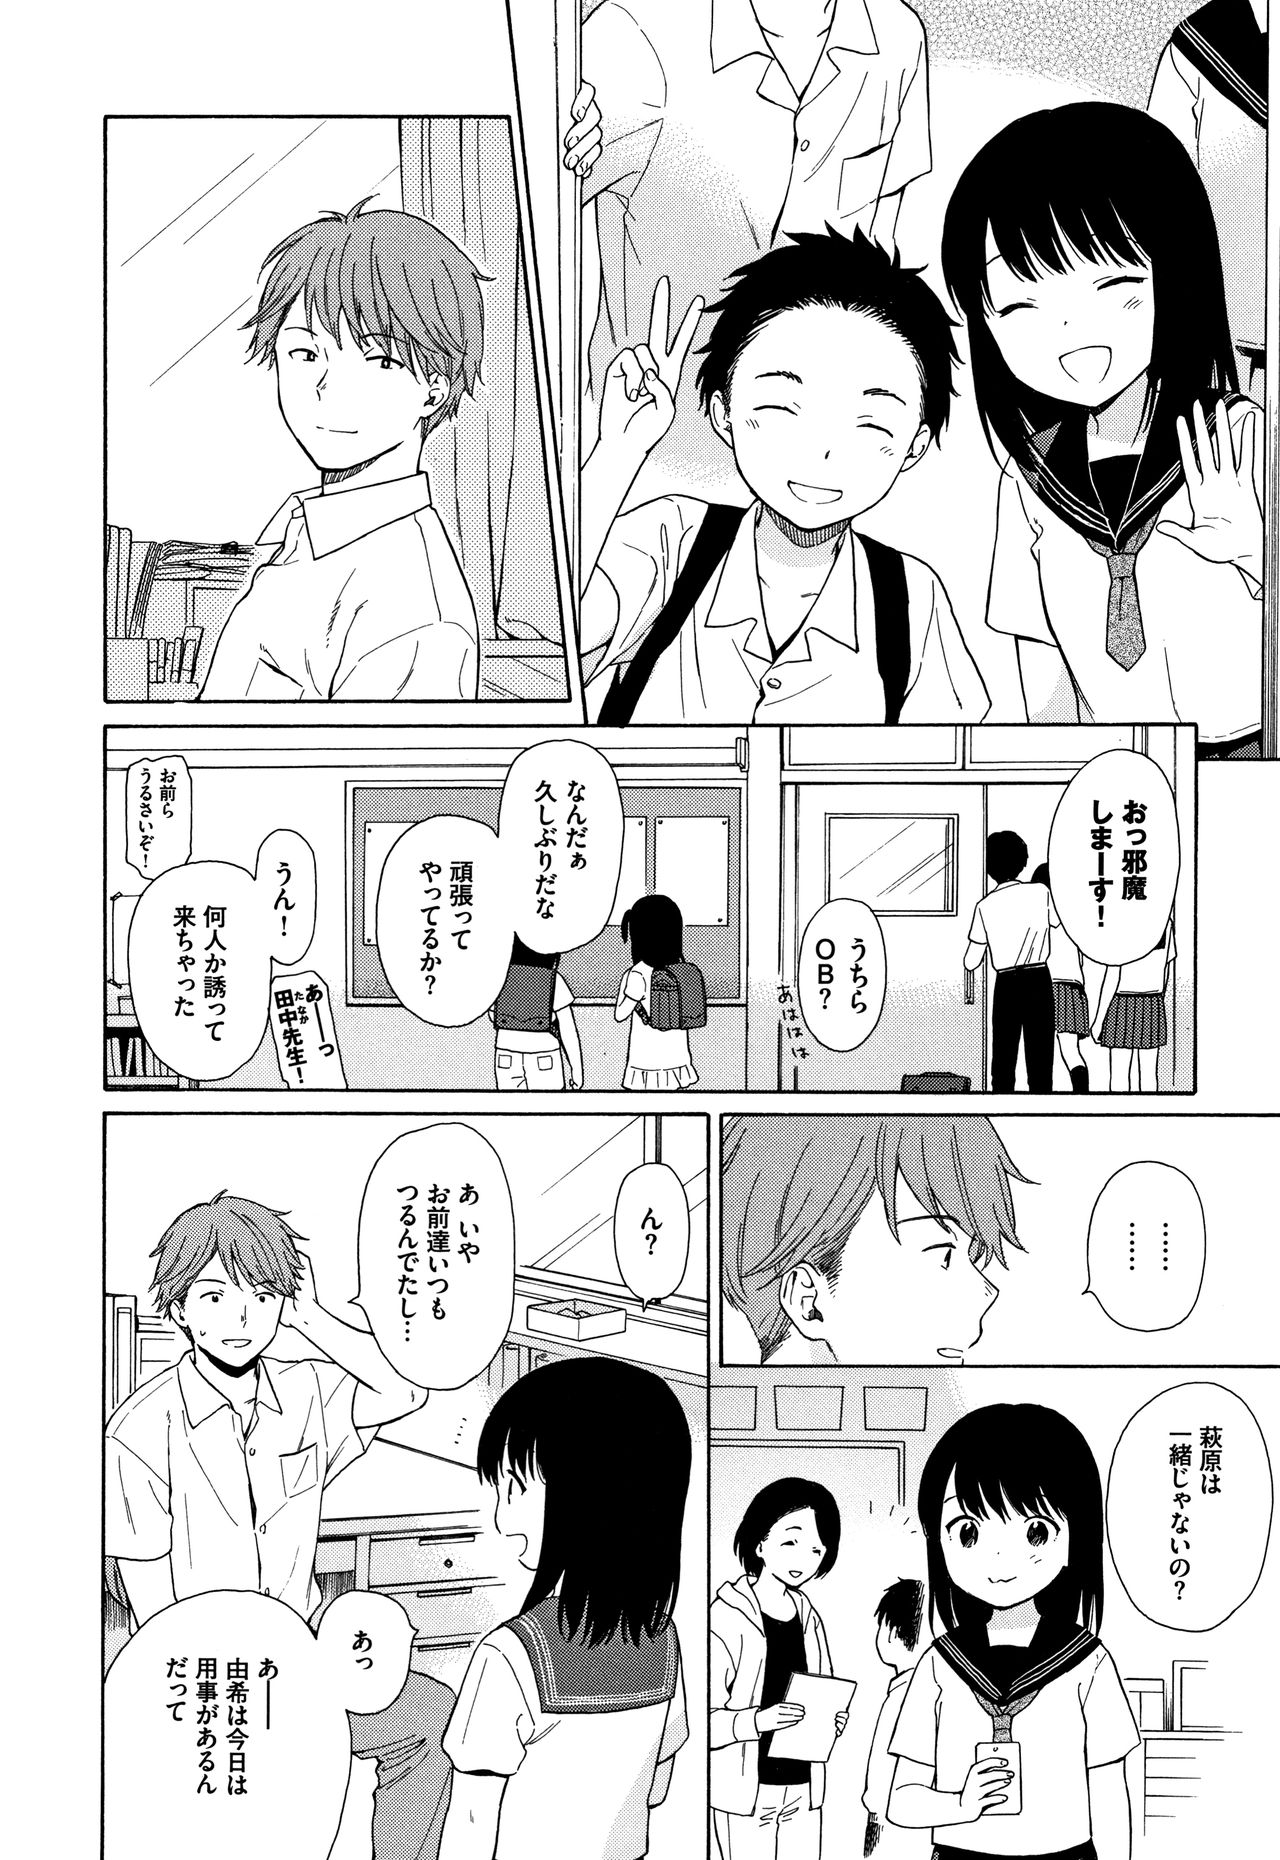 おっ邪魔
しまーす!
うちら
OB?
あははは
なんだぁ
久しぶりだな
頑張って
やってるか?
あーっ
田中先生!
たなか
うん!
何人か誘って
来ちゃった
お前ら
うるさいぞ!
……
……
萩原は
一緒じゃないの?
ん?
あ いや
お前達いつも
つるんでたし…
あっ
あー
由希は今日は
用事があるん
だって